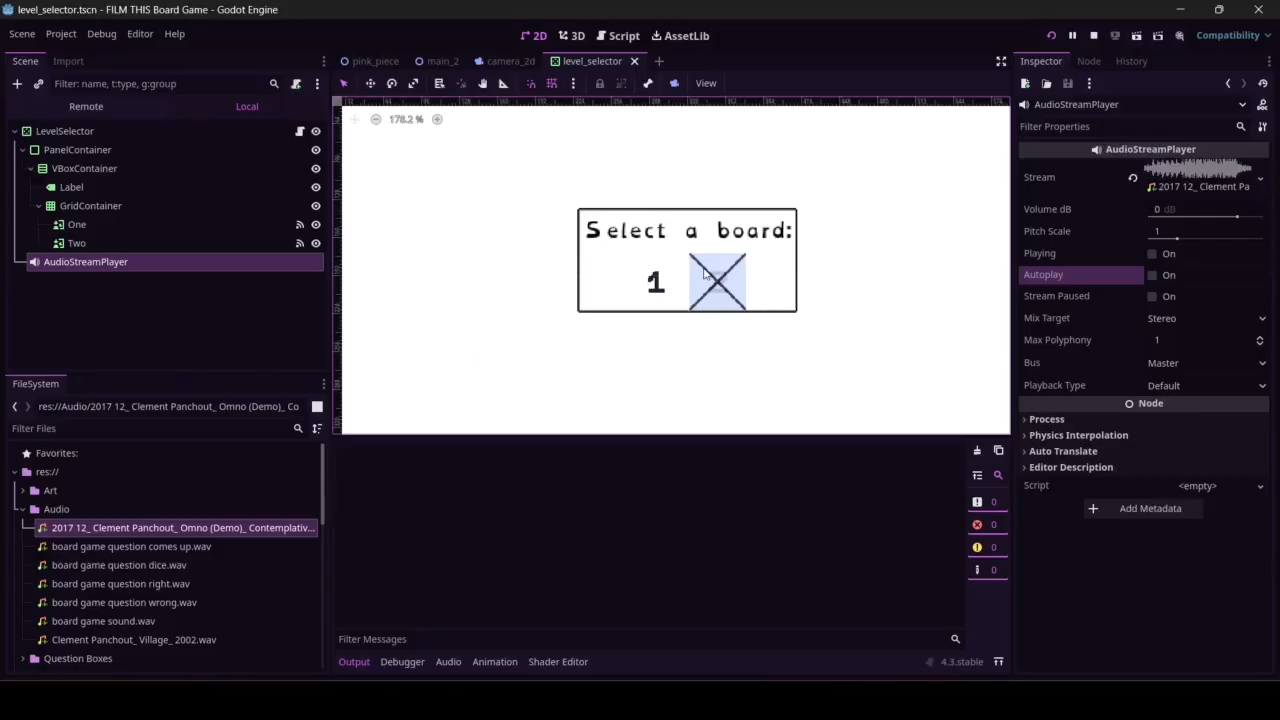 level_selector.tscn - FILM THIS Board Game - Godot Engine
Scene Project Debug Editor Help
2D 3D Script AssetLib
Compatibility
Scene Import
pink_piece main_2 camera_2d level_selector
Inspector Node History
Filter: name, t:type, g:group
View
Remote Local
AudioStreamPlayer
178.2 %
Filter Properties
LevelSelector
PanelContainer
VBoxContainer
Label
GridContainer
One
Two
AudioStreamPlayer
Select a board:
1
AudioStreamPlayer
Stream
2017 12_ Clement Pa
Volume dB 0 dB
Pitch Scale 1
Playing On
Autoplay On
Stream Paused On
Mix Target Stereo
Max Polyphony 1
Bus Master
Playback Type Default
Node
Process
Physics Interpolation
Auto Translate
Editor Description
Script <empty>
Add Metadata
FileSystem
res://Audio/2017 12_ Clement Panchout_ Omno (Demo)_ Co
Filter Files
Favorites:
res://
Art
Audio
2017 12_ Clement Panchout_ Omno (Demo)_ Contemplativ...
board game question comes up.wav
board game question dice.wav
board game question right.wav
board game question wrong.wav
board game sound.wav
Clement Panchout_ Village_ 2002.wav
Question Boxes
0
0
0
0
Filter Messages
Output Debugger Audio Animation Shader Editor
4.3.stable